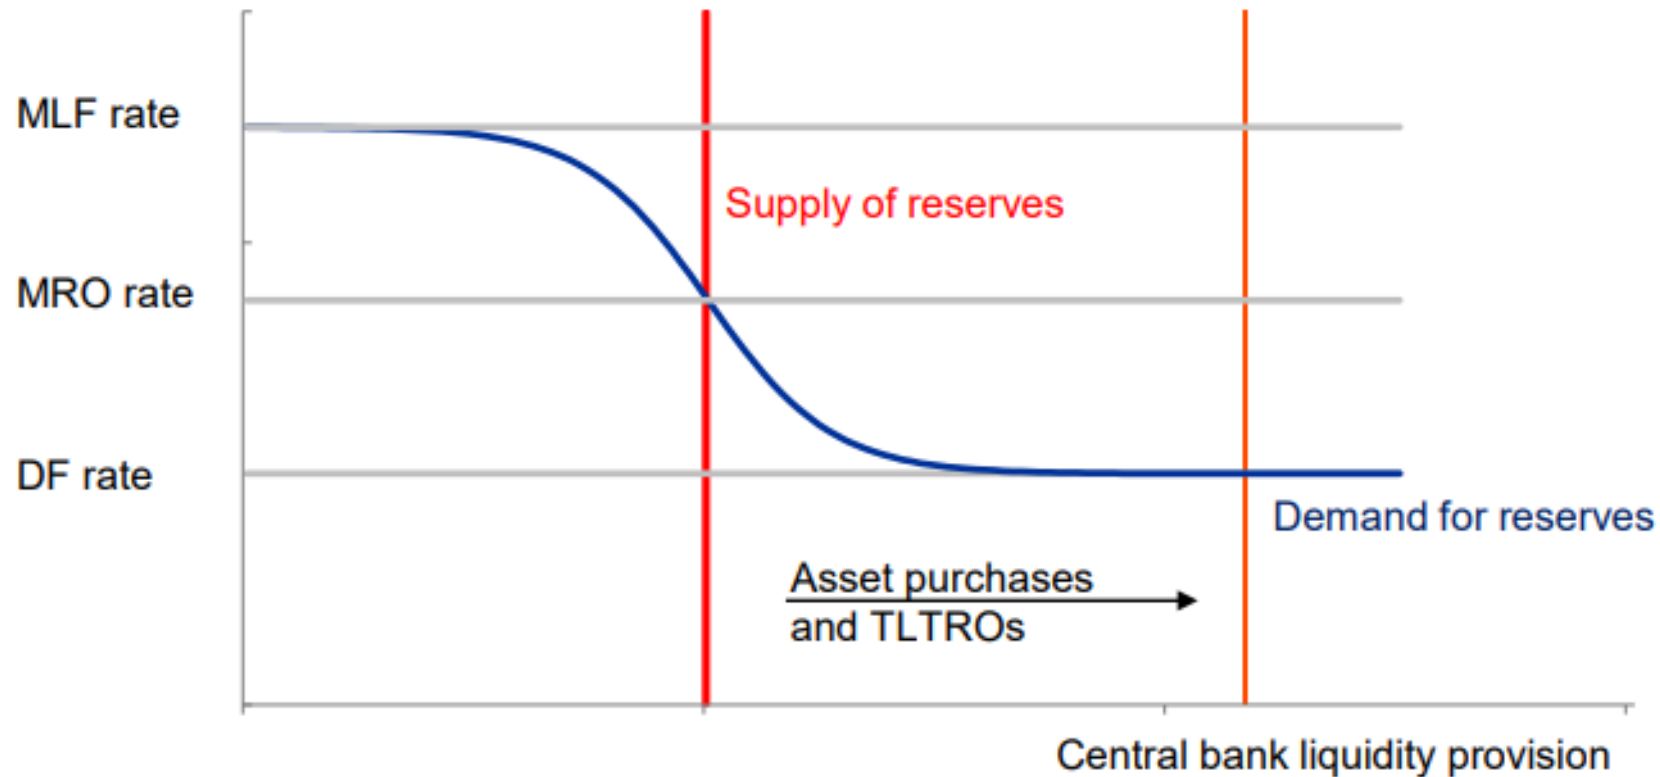 MLF rate
Supply of reserves
MRO rate
DF rate
Demand for reserves
Asset purchases
and TLTROs
Central bank liquidity provision